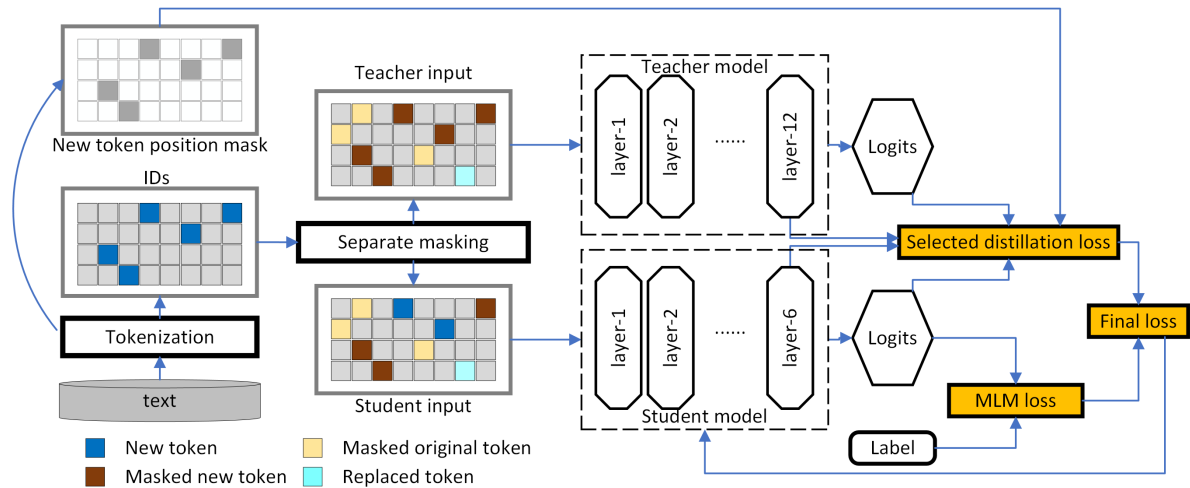 New token position mask
IDs
Tokenization
text
Teacher input
Separate masking
Student input
Teacher model
layer-1
layer-2
......
layer-12
Logits
layer-1
layer-2
......
layer-6
Student model
Logits
Selected distillation loss
Final loss
MLM loss
Label
New token
Masked original token
Masked new token
Replaced token